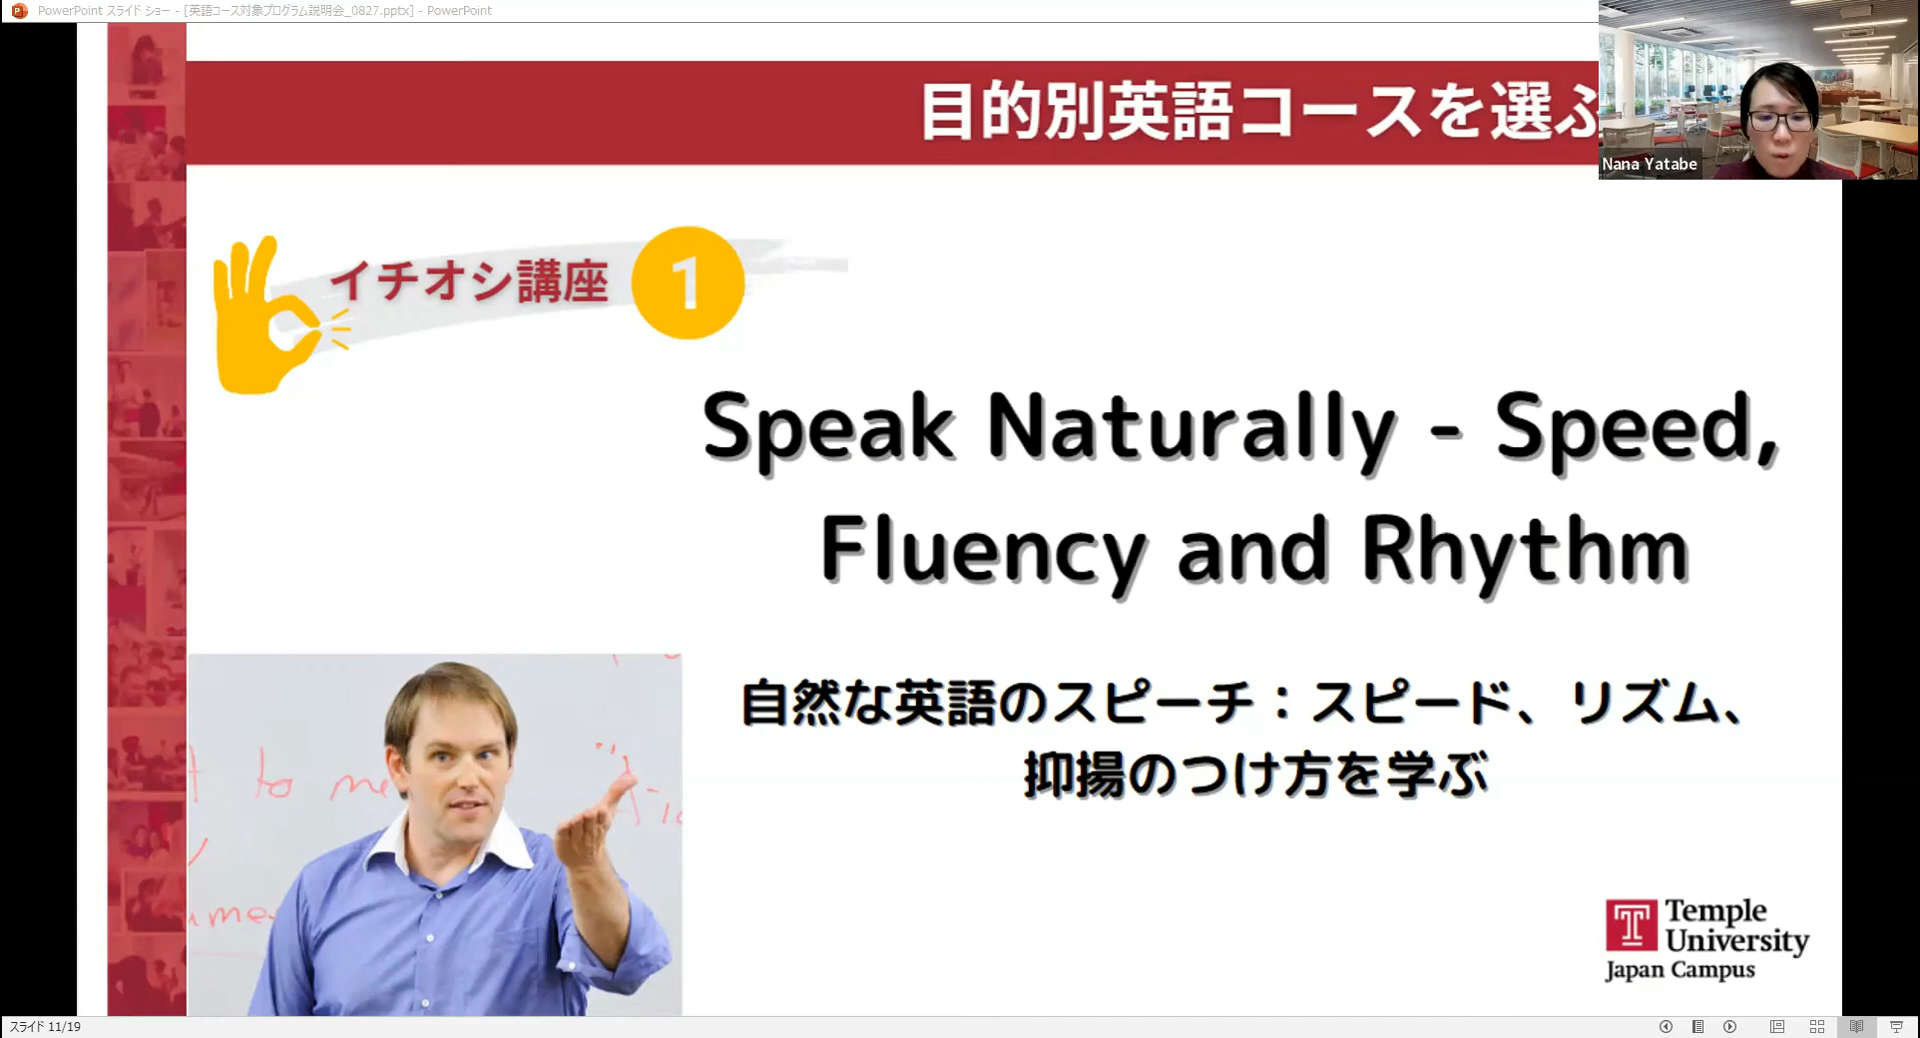 PowerPoint スライド ショー - [英語コース対象プログラム説明会_0827.pptx] - PowerPoint
目的別英語コースを選ぶ
Nana Yatabe
イチオシ講座 1
Speak Naturally - Speed,
Fluency and Rhythm
自然な英語のスピーチ：スピード、リズム、
抑揚のつけ方を学ぶ
to me
Temple
University
Japan Campus
スライド 11/19